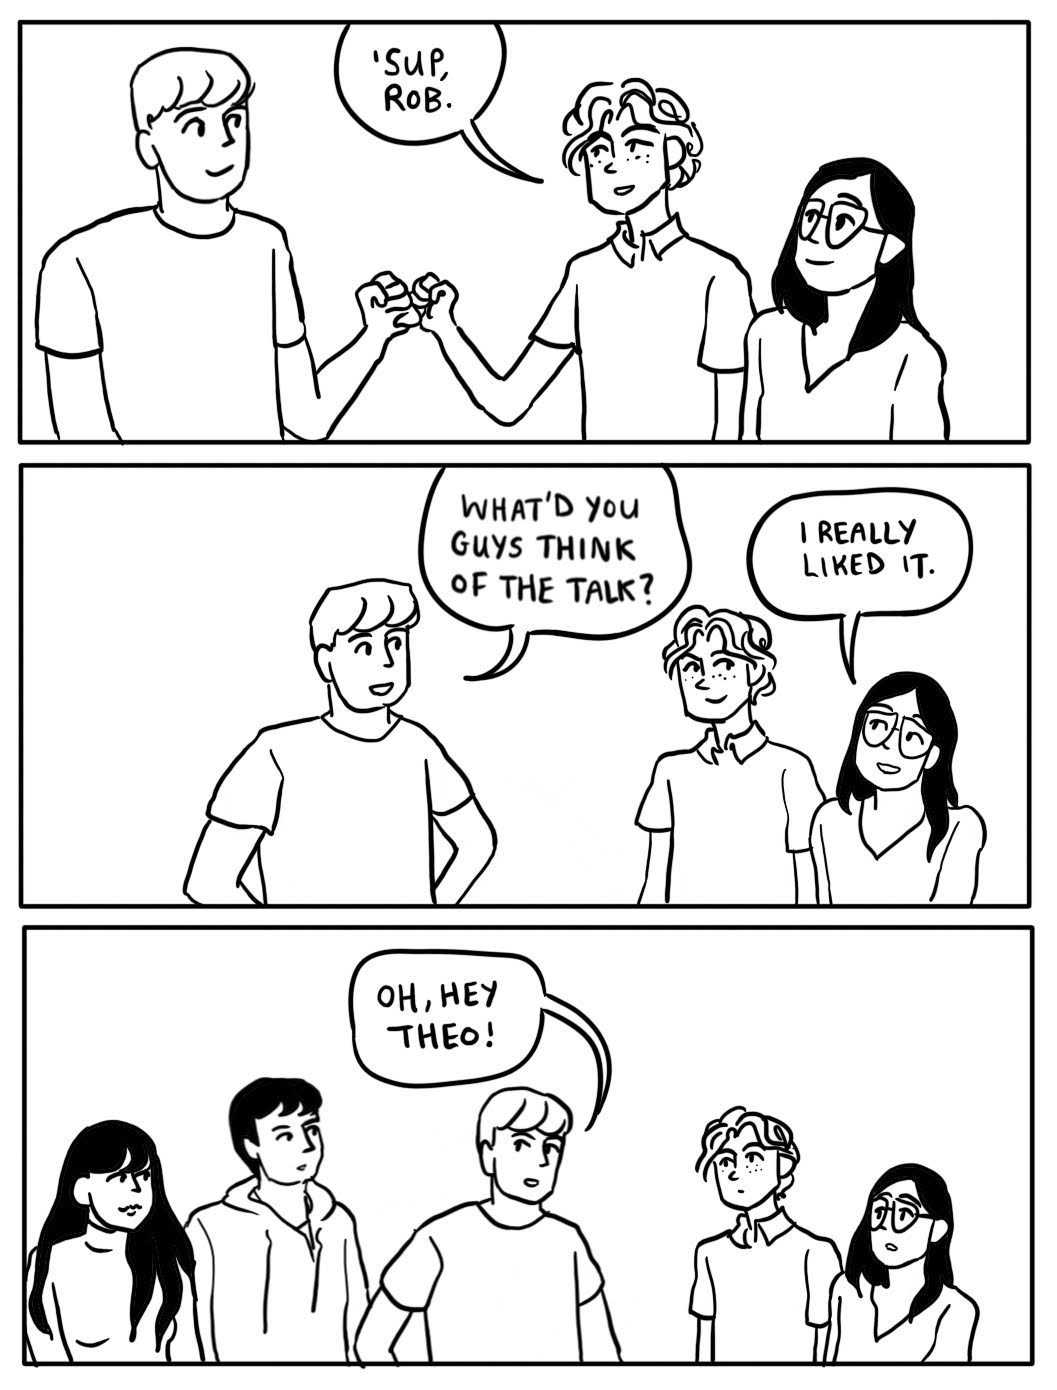 'SUP,
ROB.
WHAT'D YOU
GUYS THINK
OF THE TALK?
I REALLY
LIKED IT.
OH, HEY
THEO!